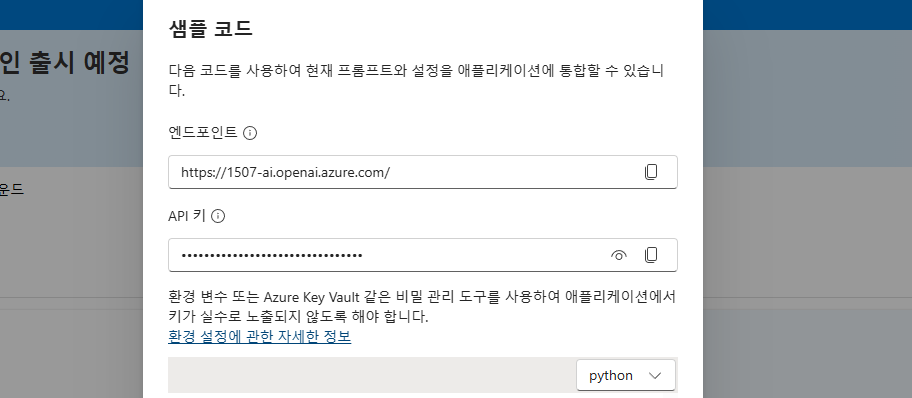 샘플 코드
인 출시 예정
다음 코드를 사용하여 현재 프롬프트와 설정을 애플리케이션에 통합할 수 있습니
다.
요.
엔드포인트
https://1507-ai.openai.azure.com/
운드
API 키
••••••••••••••••••••••••••••••••
환경 변수 또는 Azure Key Vault 같은 비밀 관리 도구를 사용하여 애플리케이션에서
키가 실수로 노출되지 않도록 해야 합니다.
환경 설정에 관한 자세한 정보
python